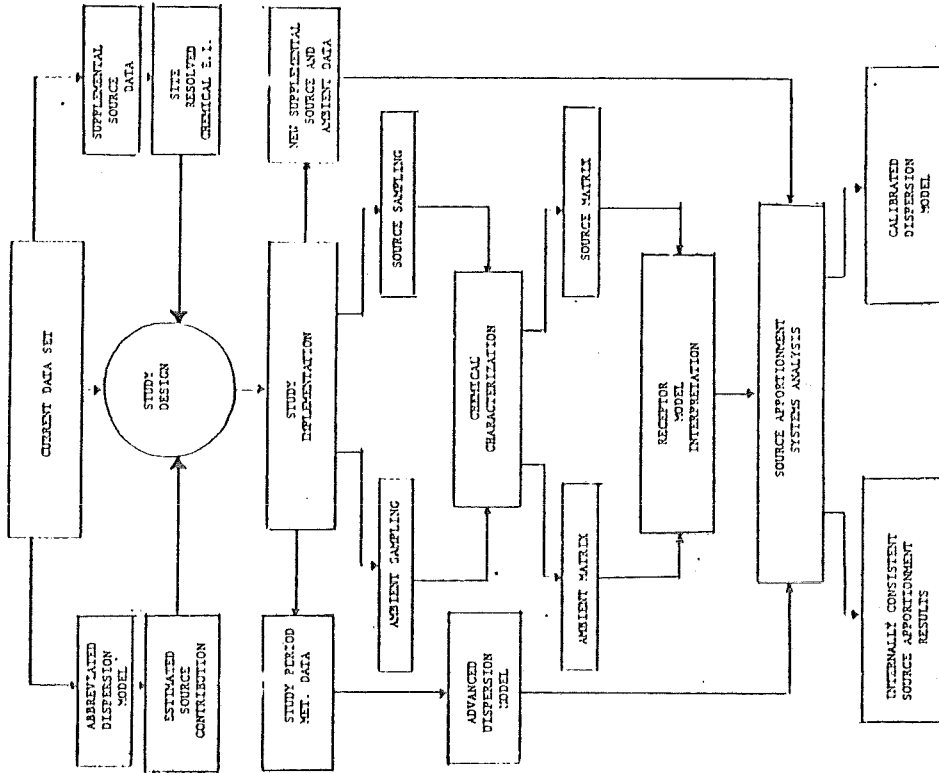 CURRENT DATA SET
ABBREVIATED
DISPERSION
MODEL
SUPPLEMENTAL
SOURCE
DATA
ESTIMATED
SOURCE
CONTRIBUTION
STUDY
DESIGN
SITE
RESOLVED
CHEMICAL E.I.
STUDY PERIOD
MET. DATA
STUDY
IMPLEMENTATION
NEW SUPPLEMENTAL
SOURCE AND
AMBIENT DATA
AMBIENT SAMPLING
SOURCE SAMPLING
ADVANCED
DISPERSION
MODEL
CHEMICAL
CHARACTERIZATION
AMBIENT MATRIX
SOURCE MATRIX
RECEPTOR
MODEL
INTERPRETATION
SOURCE APPORTIONMENT
SYSTEMS ANALYSIS
INTERNALLY CONSISTENT
SOURCE APPORTIONMENT
RESULTS
CALIBRATED
DISPERSION
MODEL